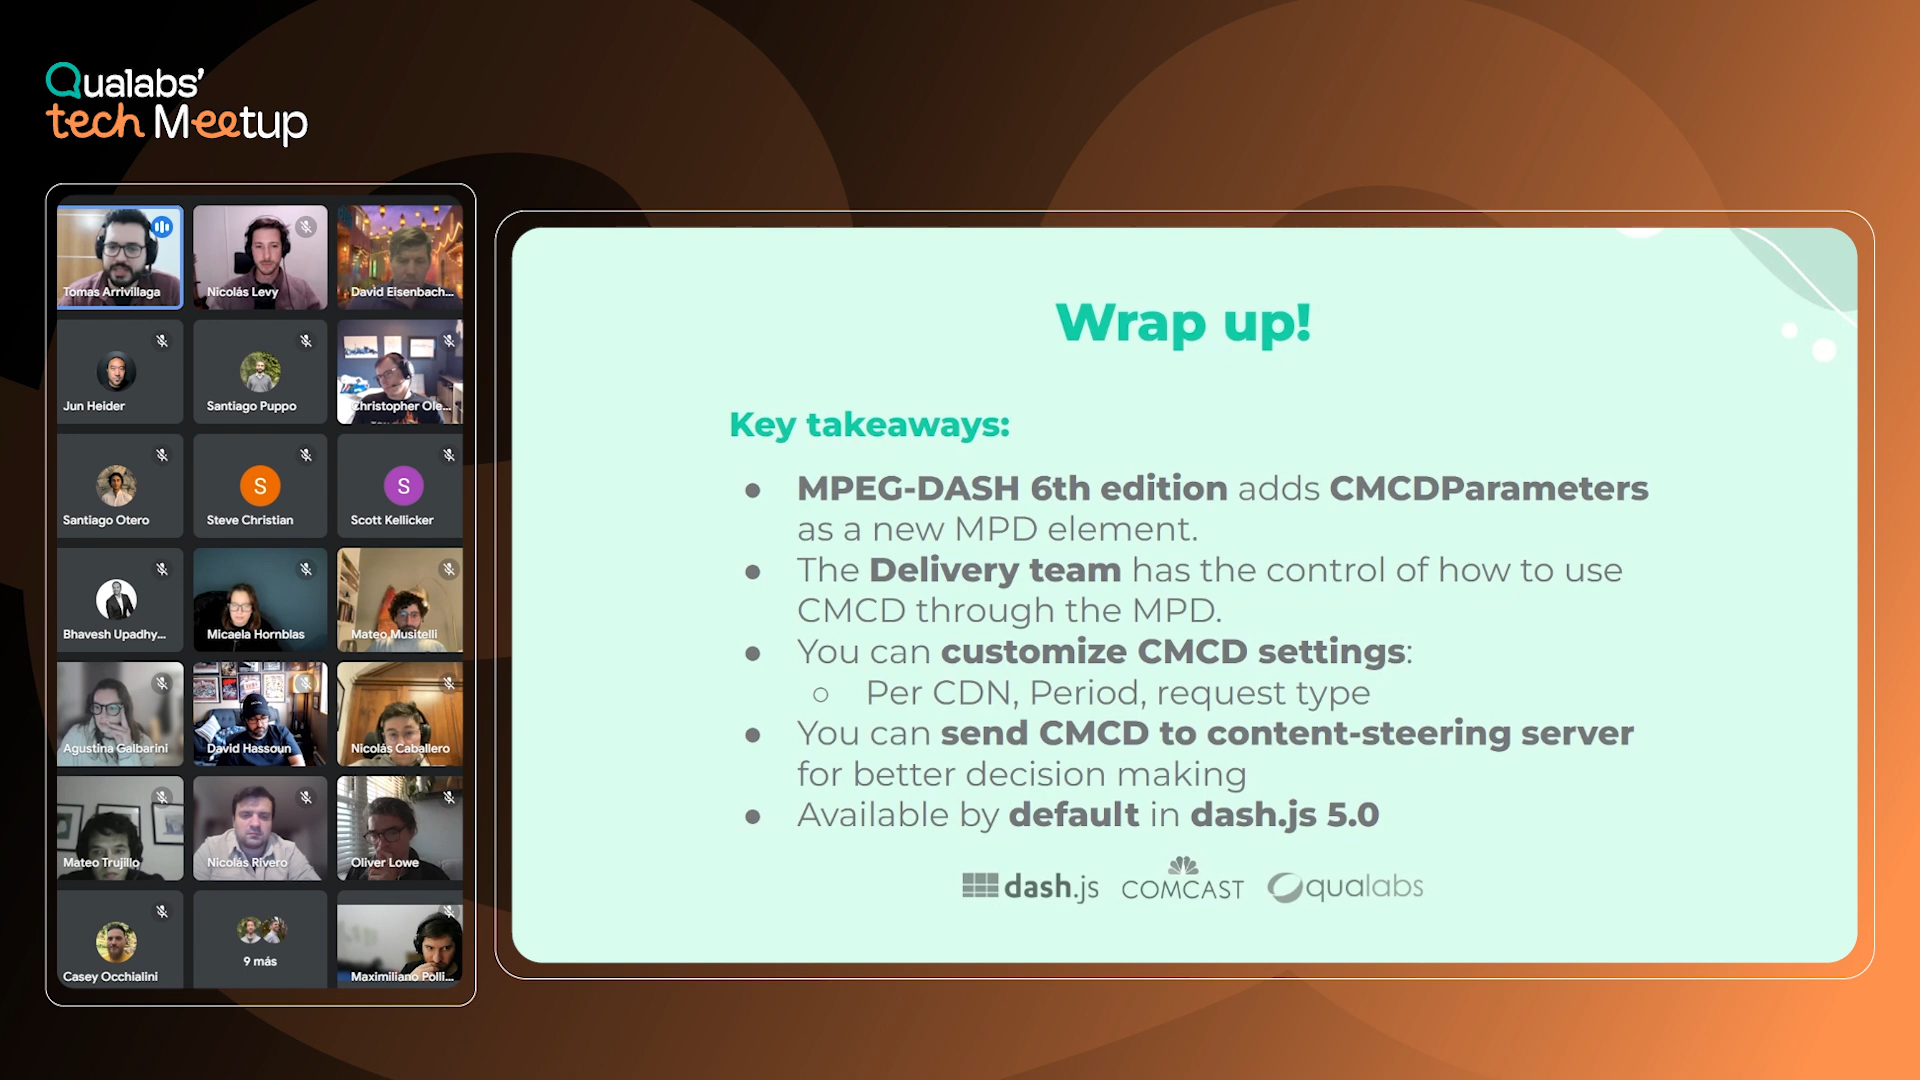 Qualabs'
tech Meetup
Tomas Arrivillaga
Nicolás Levy
David Eisenbach...
Jun Heider
Santiago Puppo
Christopher Ole...
Santiago Otero
S
Steve Christian
S
Scott Kellicker
Bhavesh Upadhy...
Micaela Hornblas
Mateo Musitelli
Agustina Galbarini
David Hassoun
Nicolás Caballero
Mateo Trujillo
Nicolás Rivero
Oliver Lowe
Casey Occhialini
9 más
Maximiliano Polli...
Wrap up!
Key takeaways:
● MPEG-DASH 6th edition adds CMCDParameters
as a new MPD element.
● The Delivery team has the control of how to use
CMCD through the MPD.
● You can customize CMCD settings:
○ Per CDN, Period, request type
● You can send CMCD to content-steering server
for better decision making
● Available by default in dash.js 5.0
dash.js COMCAST qualabs